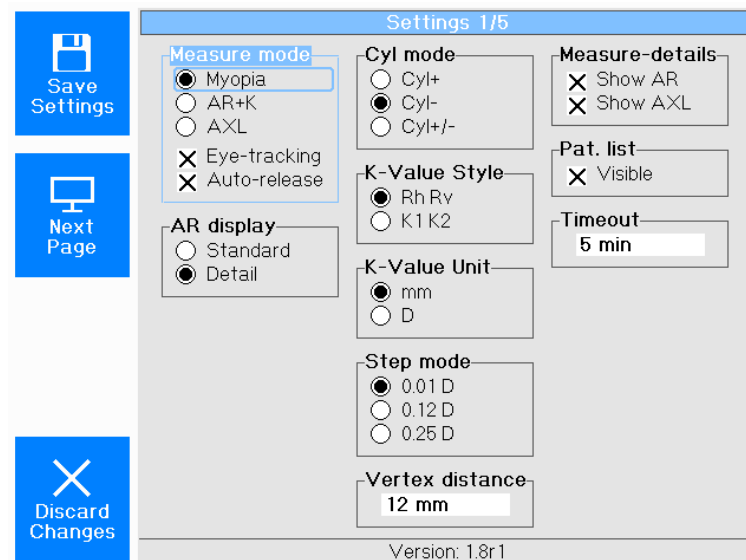 Settings 1/5
Save
Settings
Next
Page
Discard
Changes
Measure mode
Myopia
AR+K
AXL
Eye-tracking
Auto-release
AR display
Standard
Detail
Cyl mode
Cyl+
Cyl-
Cyl+/-
K-Value Style
Rh Rv
K1 K2
K-Value Unit
mm
D
Step mode
0.01 D
0.12 D
0.25 D
Vertex distance
12 mm
Measure-details
Show AR
Show AXL
Pat. list
Visible
Timeout
5 min
Version: 1.8r1